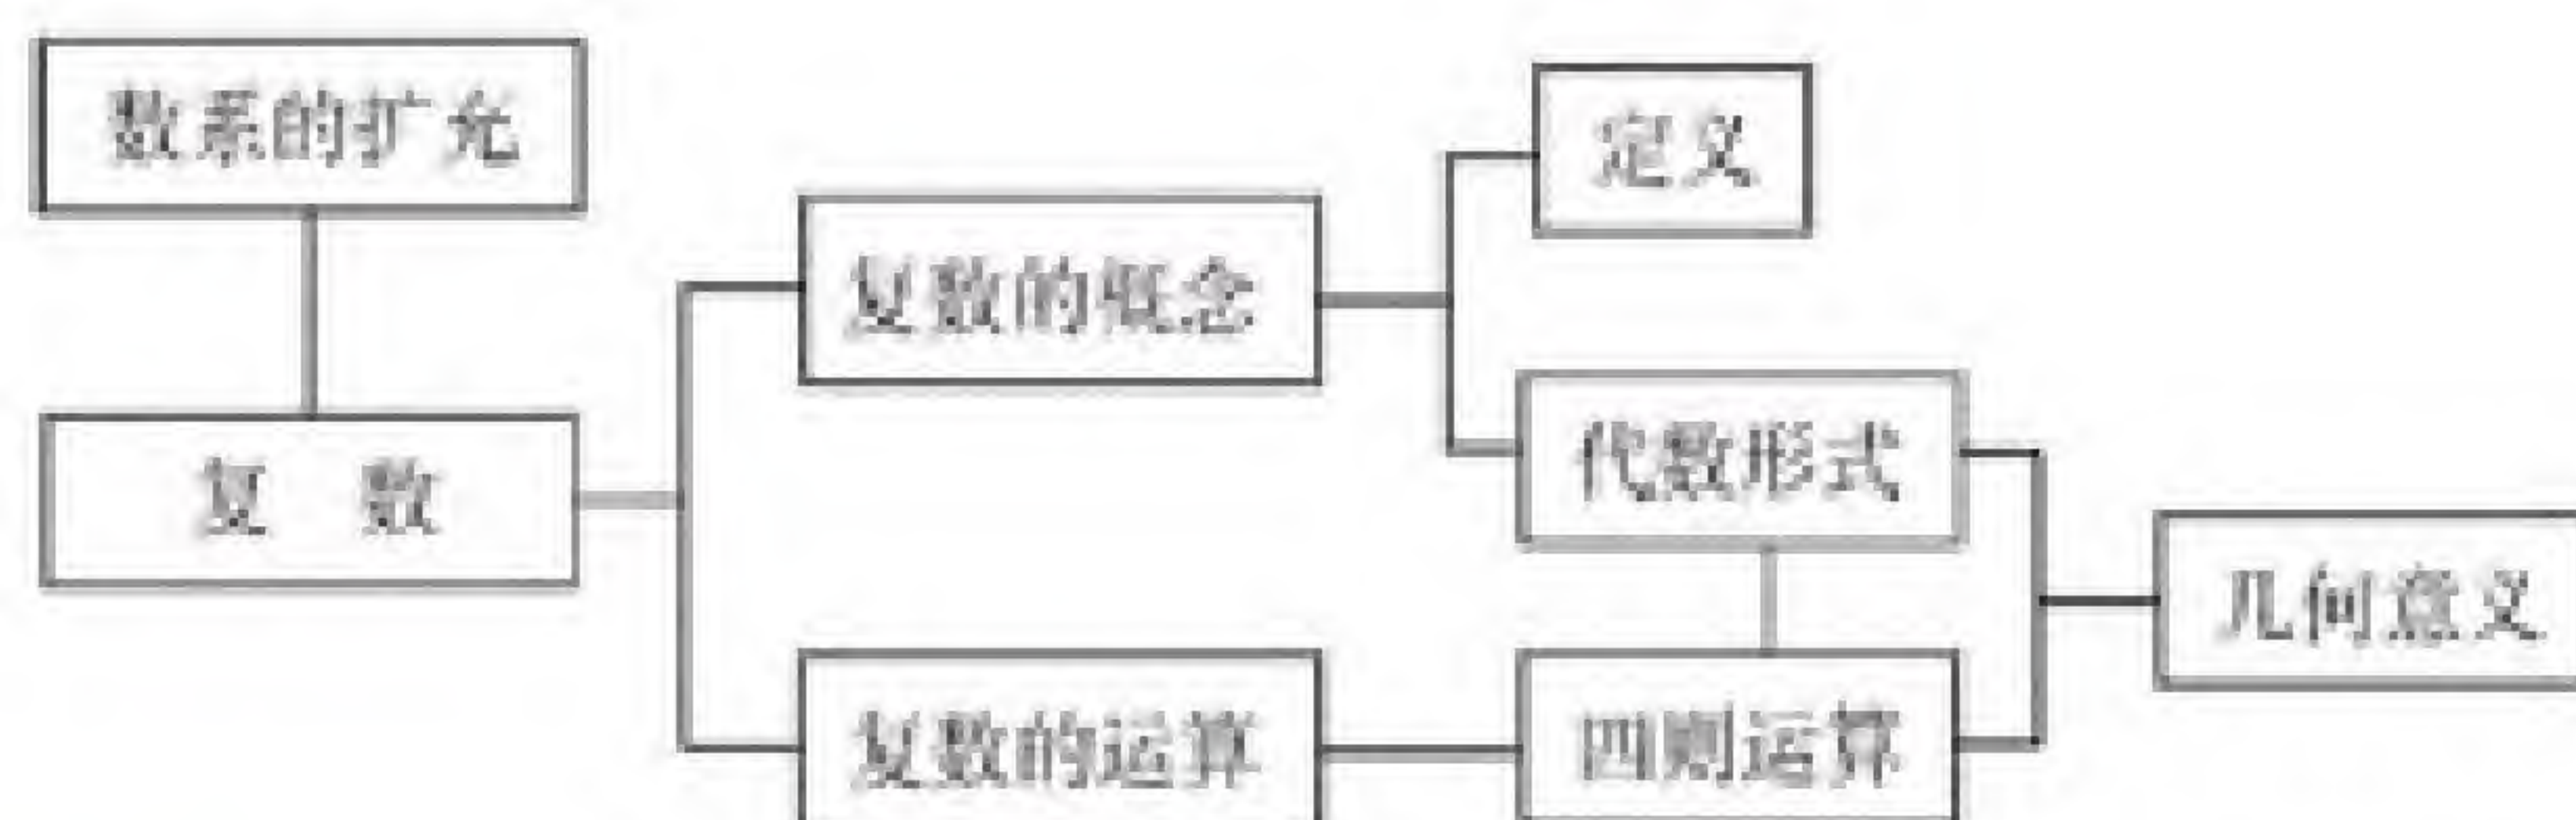 数系的扩充
定义
复数的概念
代数形式
复 数
几何意义
复数的运算
四则运算